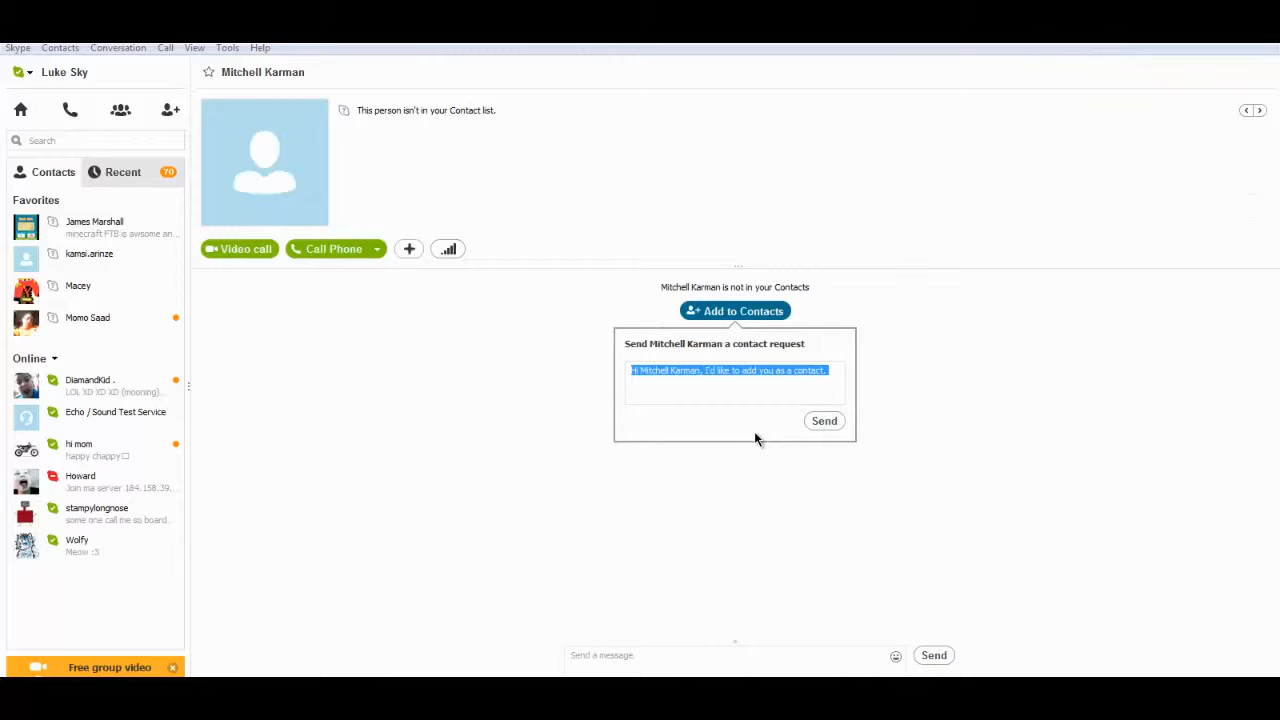 Skype Contacts Conversation Call View Tools Help
Luke Sky
Mitchell Karman
This person isn't in your Contact list.
Search
Contacts Recent 70
Favorites
James Marshall
minecraft FTB is awsome an...
kamsi.arinze
Macey
Momo Saad
Video call Call Phone
Mitchell Karman is not in your Contacts
Add to Contacts
Send Mitchell Karman a contact request
Hi Mitchell Karman, I'd like to add you as a contact.
Send
Online
DiamandKid .
LOL XD XD XD (mooning)...
Echo / Sound Test Service
hi mom
happy chappy□
Howard
Join ma server 184.158.39...
stampylongnose
some one call me so board.
Wolfy
Meow :3
Send a message
Send
Free group video